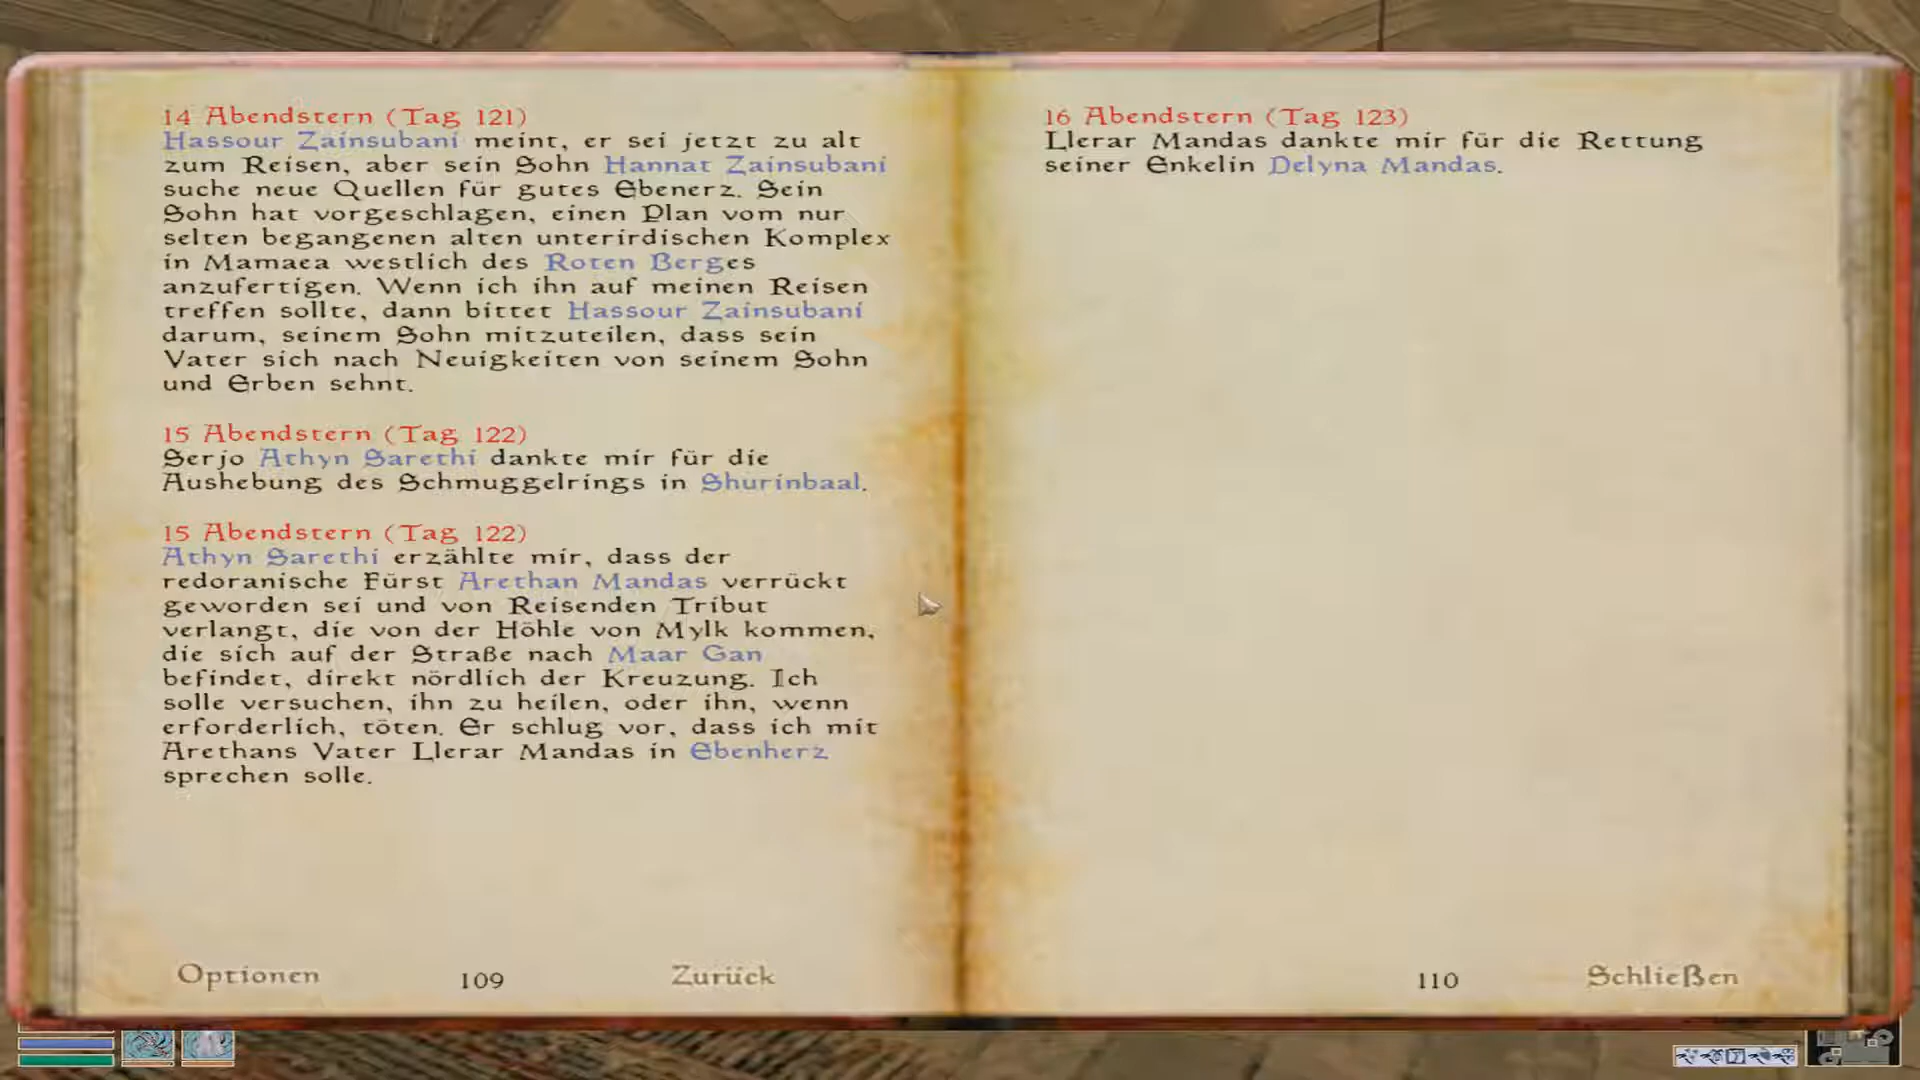 14 Abendstern (Tag 121)
Hassour Zainsubani meint, er sei jetzt zu alt
zum Reisen, aber sein Sohn Hannat Zainsubani
suche neue Quellen für gutes Ebenerz. Sein
Sohn hat vorgeschlagen, einen Plan vom nur
selten begangenen alten unterirdischen Komplex
in Mamaea westlich des Roten Berges
anzufertigen. Wenn ich ihn auf meinen Reisen
treffen sollte, dann bittet Hassour Zainsubani
darum, seinem Sohn mitzuteilen, dass sein
Vater sich nach Neuigkeiten von seinem Sohn
und Erben sehnt.
15 Abendstern (Tag 122)
Serjo Athyn Sarethi dankte mir für die
Aushebung des Schmuggelrings in Shurinbaal.
15 Abendstern (Tag 122)
Athyn Sarethi erzählte mir, dass der
redoranische Fürst Arethan Mandas verrückt
geworden sei und von Reisenden Tribut
verlangt, die von der Höhle von Mylk kommen,
die sich auf der Straße nach Maar Gan
befindet, direkt nördlich der Kreuzung. Ich
solle versuchen, ihn zu heilen, oder ihn, wenn
erforderlich, töten. Er schlug vor, dass ich mit
Arethans Vater Llerar Mandas in Ebenherz
sprechen solle.
Optionen 109 Zurück
16 Abendstern (Tag 123)
Llerar Mandas dankte mir für die Rettung
seiner Enkelin Delyna Mandas.
110 Schließen